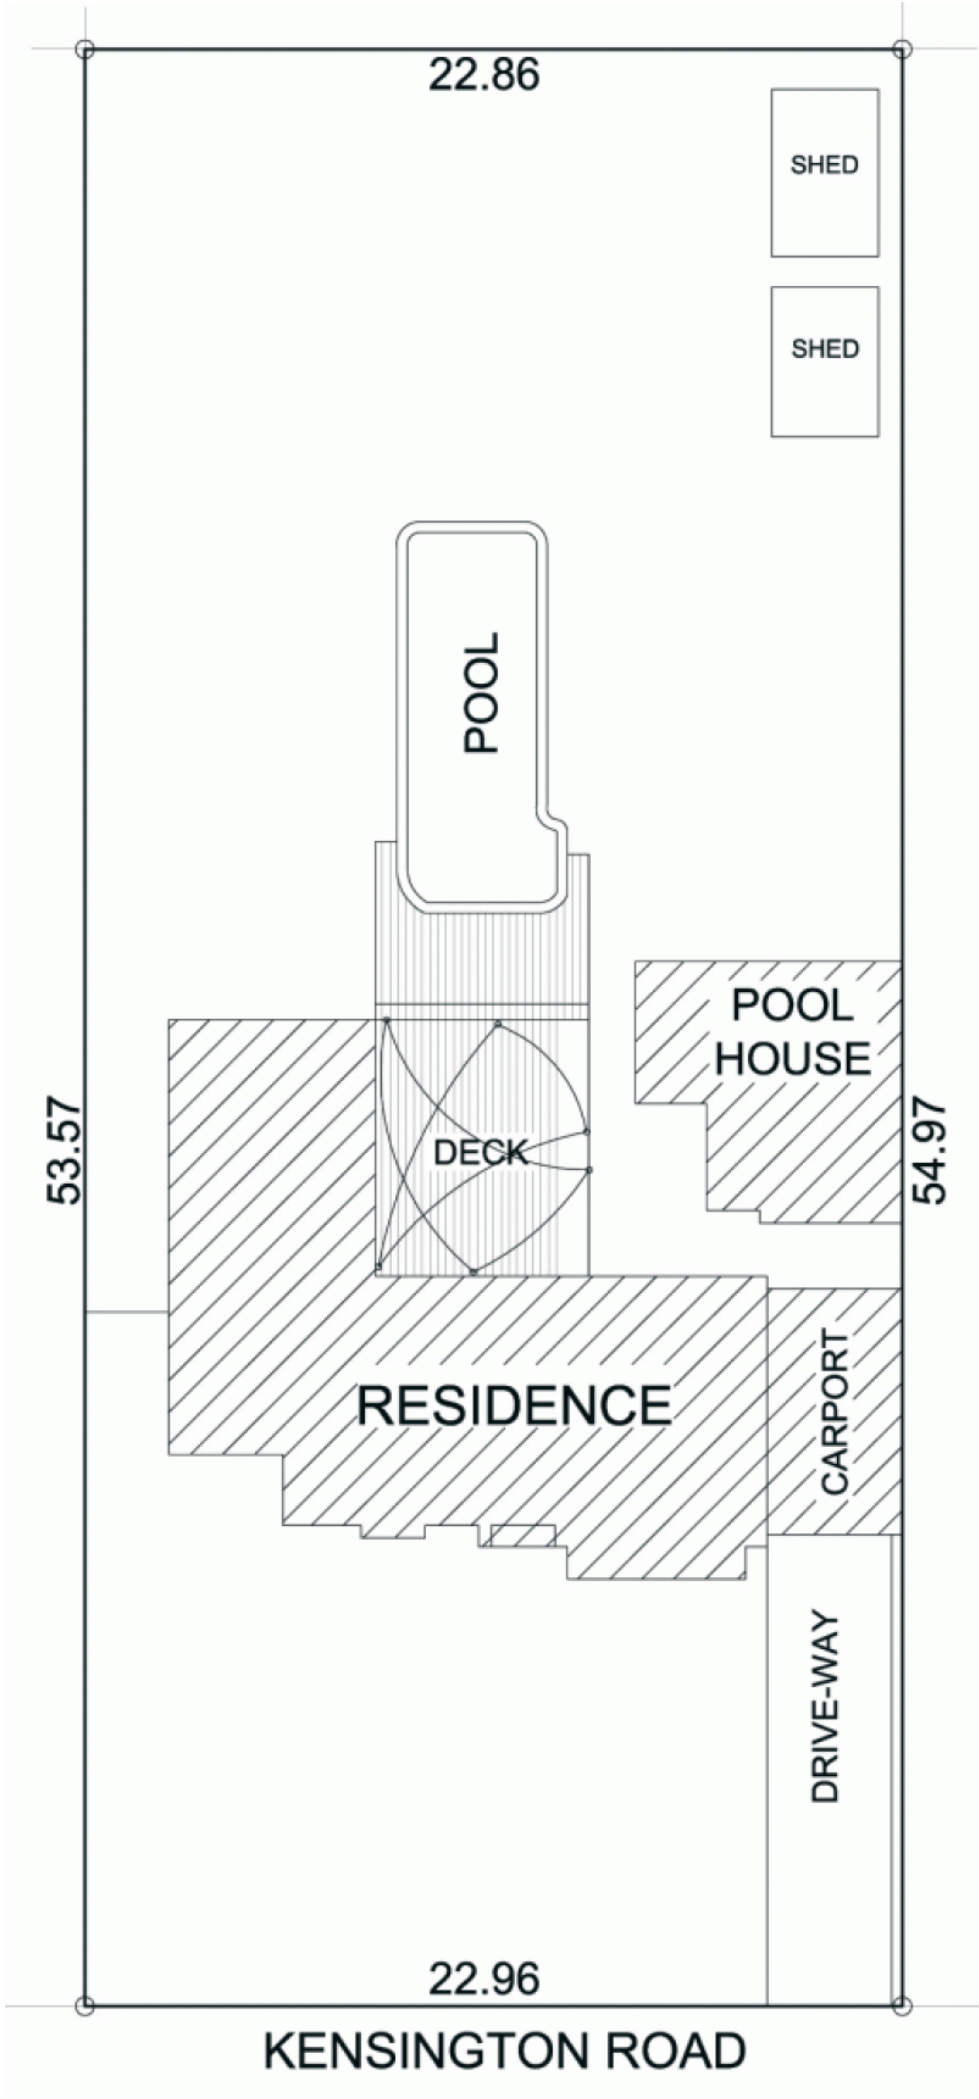 22.86
SHED
SHED
POOL
POOL
HOUSE
DECK
53.57
54.97
RESIDENCE
CARPORT
DRIVE-WAY
22.96
KENSINGTON ROAD